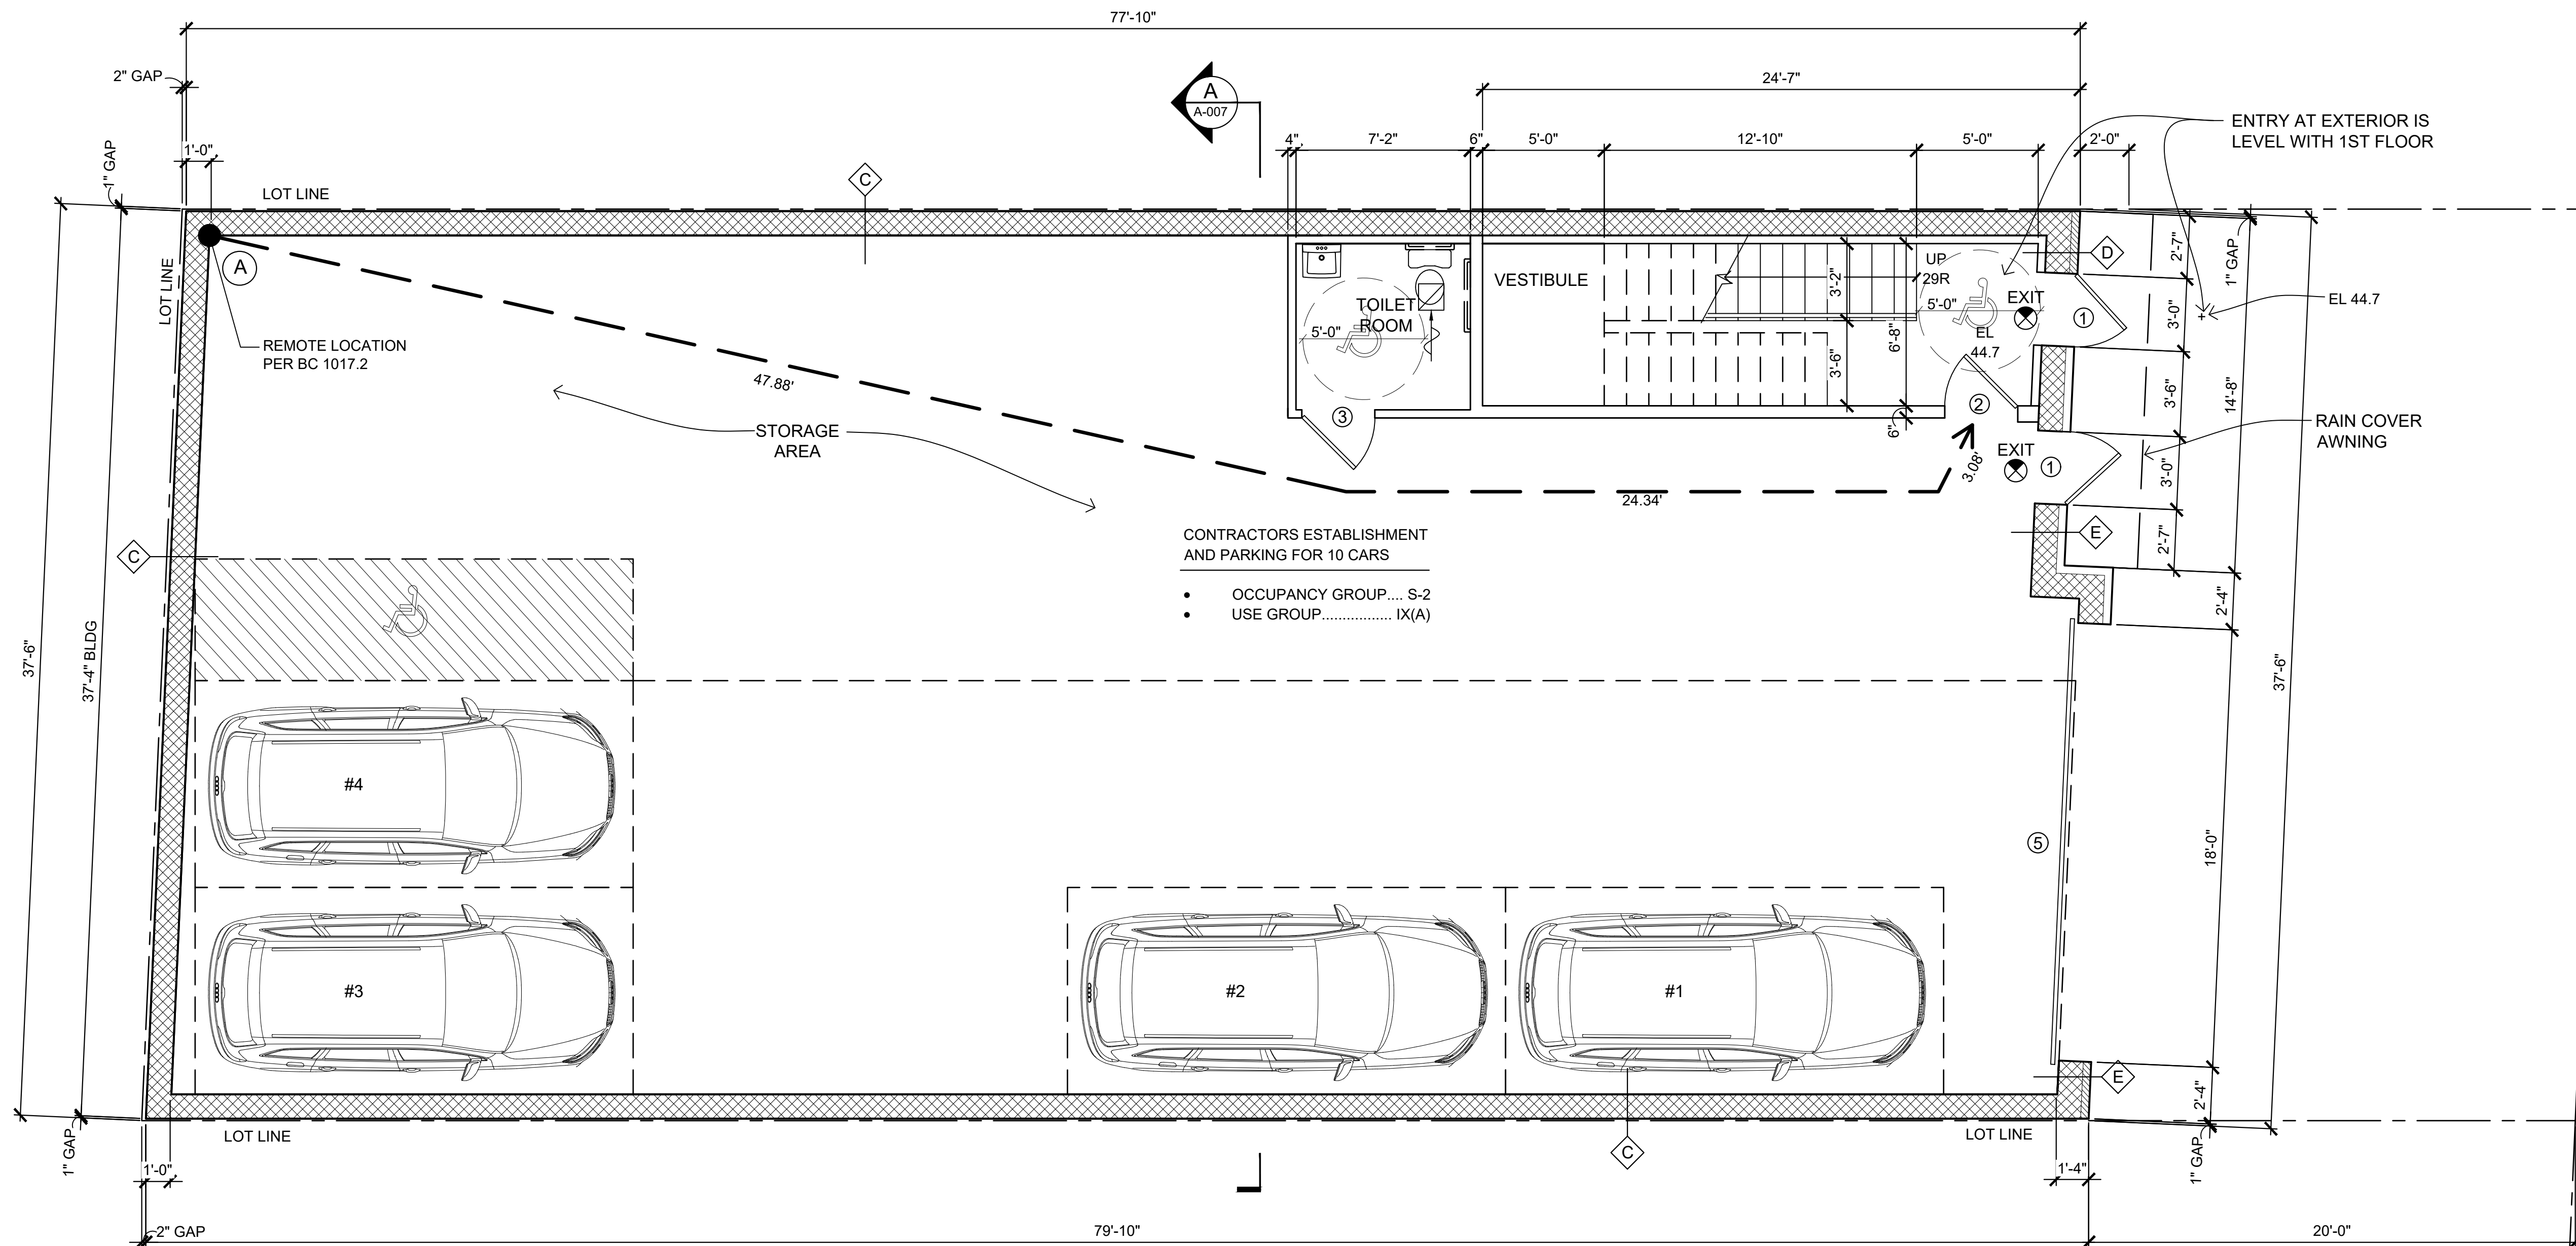 77'-10"
2" GAP
24'-7"
A
A-007
ENTRY AT EXTERIOR IS
LEVEL WITH 1ST FLOOR
1'-0"
4"
7'-2"
6"
5'-0"
12'-10"
5'-0"
2'-0"
1" GAP
LOT LINE
C
D
2'-7"
1" GAP
A
LOT LINE
VESTIBULE
UP
29R
3'-2"
5'-0"
EXIT
1
3'-0"
EL 44.7
TOILET
ROOM
5'-0"
EL
44.7
6'-8"
3'-6"
REMOTE LOCATION
PER BC 1017.2
47.88'
3
2
6"
3'-6"
14'-8"
STORAGE
AREA
RAIN COVER
AWNING
EXIT
1
3.08'
3'-0"
24.34'
CONTRACTORS ESTABLISHMENT
AND PARKING FOR 10 CARS
• OCCUPANCY GROUP.... S-2
• USE GROUP................. IX(A)
C
E
2'-7"
2'-4"
37'-6"
37'-4" BLDG
37'-6"
#4
5
18'-0"
#3
#2
#1
E
2'-4"
1" GAP
LOT LINE
LOT LINE
C
1'-0"
1'-4"
1" GAP
2" GAP
79'-10"
20'-0"